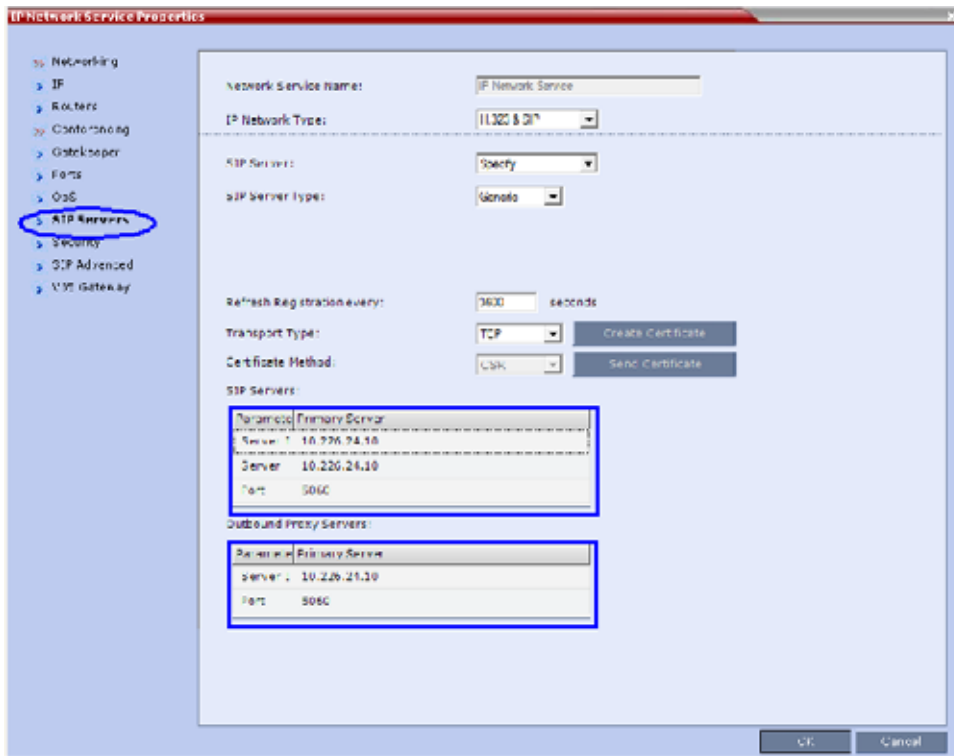 IP Network Service Properties
Networking
IP
Routers
Conferencing
Gatekeeper
Ports
QoS
SIP Servers
Security
SIP Advanced
V35 Gateway
Network Service Name: IP Network Service
IP Network Type: H.323 & SIP
SIP Server: Specify
SIP Server Type: Generic
Refresh Registration every: 3600 seconds
Transport Type: TCP Create Certificate
Certificate Method: CSR Send Certificate
SIP Servers:
Paramete Primary Server
Server I 10.226.24.10
Server 10.226.24.10
Port 5060
Outbound Proxy Servers:
Paramete Primary Server
Server 10.226.24.10
Port 5060
OK Cancel